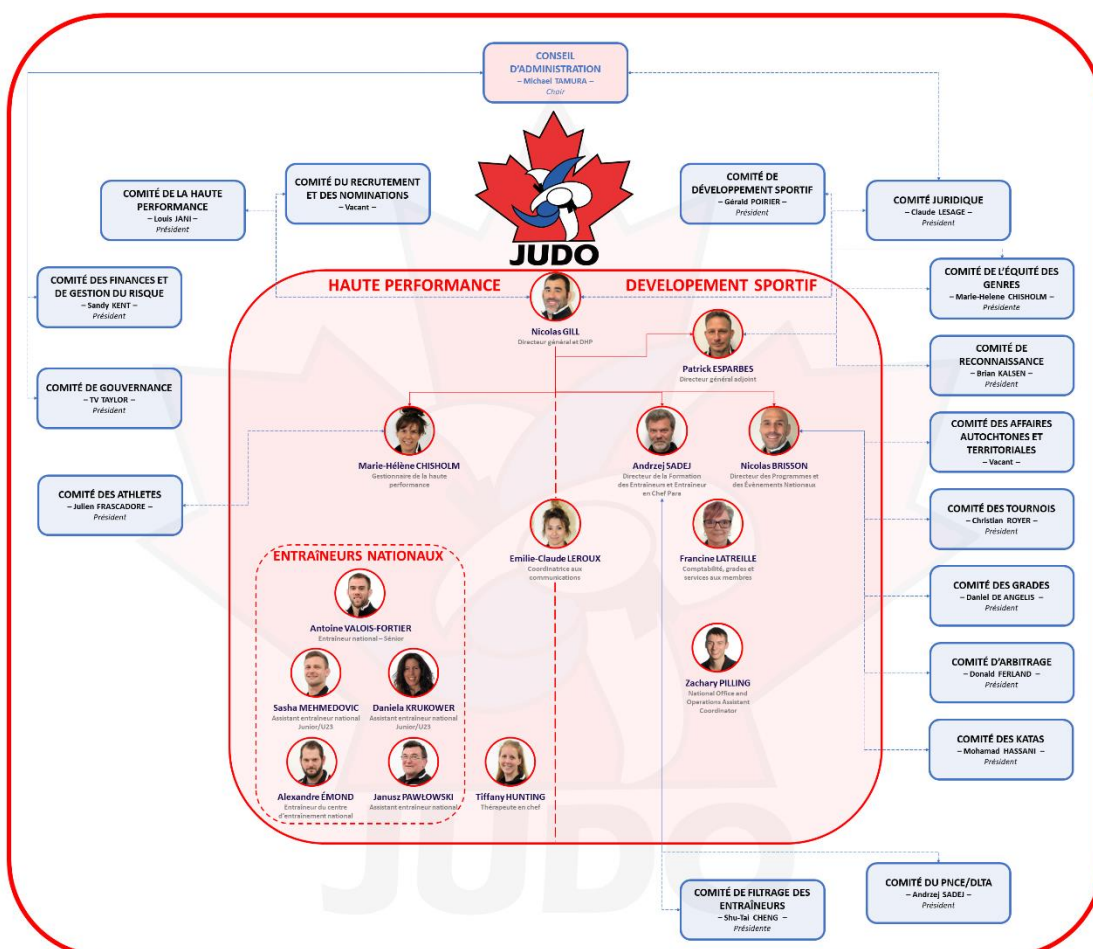 CONSEIL
D'ADMINISTRATION
– Michael TAMURA –
Chair
JUDO
COMITÉ DE LA HAUTE
PERFORMANCE
– Louis JANI –
Président
COMITÉ DU RECRUTEMENT
ET DES NOMINATIONS
– Vacant –
COMITÉ DE
DÉVELOPPEMENT SPORTIF
– Gérald POIRIER –
Président
COMITÉ JURIDIQUE
– Claude LESAGE –
Président
COMITÉ DES FINANCES ET
DE GESTION DU RISQUE
– Sandy KENT –
Président
COMITÉ DE GOUVERNANCE
– TV TAYLOR –
Président
COMITÉ DES ATHLETES
– Julien FRASCADORE –
Président
HAUTE PERFORMANCE
DEVELOPEMENT SPORTIF
Nicolas GILL
Directeur général et DHP
Patrick ESPARBES
Directeur général adjoint
Marie-Hélène CHISHOLM
Gestionnaire de la haute
performance
Andrzej SADEJ
Directeur de la Formation
des Entraîneurs et Entraîneur
en Chef Para
Nicolas BRISSON
Directeur des Programmes et
des Évènements Nationaux
Emilie-Claude LEROUX
Coordinatrice aux
communications
Francine LATREILLE
Comptabilité, grades et
services aux membres
ENTRAîNEURS NATIONAUX
Antoine VALOIS-FORTIER
Entraîneur national – Sénior
Sasha MEHMEDOVIC
Assistant entraîneur national
Junior/U23
Daniela KRUKOWER
Assistant entraîneur national
Junior/U23
Zachary PILLING
National Office and
Operations Assistant
Coordinator
Alexandre ÉMOND
Entraîneur du centre
d'entraînement national
Janusz PAWŁOWSKI
Assistant entraîneur national
Tiffany HUNTING
Thérapeute en chef
COMITÉ DE L'ÉQUITÉ DES
GENRES
– Marie-Helene CHISHOLM –
Présidente
COMITÉ DE
RECONNAISSANCE
– Brian KALSEN –
Président
COMITÉ DES AFFAIRES
AUTOCHTONES ET
TERRITORIALES
– Vacant –
COMITÉ DES TOURNOIS
– Christian ROYER –
Président
COMITÉ DES GRADES
– Daniel DE ANGELIS –
Président
COMITÉ D'ARBITRAGE
– Donald FERLAND –
Président
COMITÉ DES KATAS
– Mohamad HASSANI –
Président
COMITÉ DE FILTRAGE DES
ENTRAÎNEURS
– Shu-Tai CHENG –
Présidente
COMITÉ DU PNCE/DLTA
– Andrzej SADEJ –
Président
JUDO